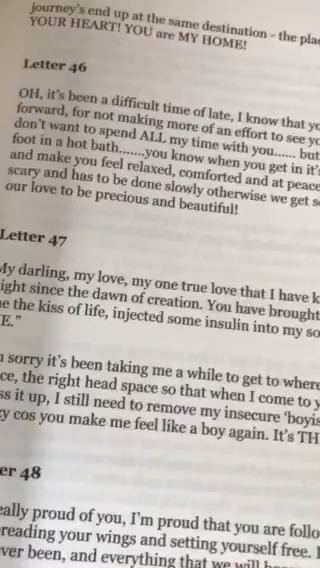 journey's end up at the same destination - the
YOUR HEART! YOU are MY HOME!
Letter 46
OH, it's been a difficult time of late, I know that
forward, for not making more of an effort to see
don't want to spend ALL my time with you...... but
foot in a hot bath.......you know when you get in it's
and make you feel relaxed, comforted and at peace
scary and has to be done slowly otherwise we get
our love to be precious and beautiful!
Letter 47
My darling, my love, my one true love that I have
ight since the dawn of creation. You have brought
the kiss of life, injected some insulin into my
E."
sorry it's been taking me a while to get to where
ce, the right head space so that when I come to
ss it up, I still need to remove my insecure
cos you make me feel like a boy again. It's
er 48
eally proud of you, I'm proud that you are
reading your wings and setting yourself free.
ver been, and everything that we will